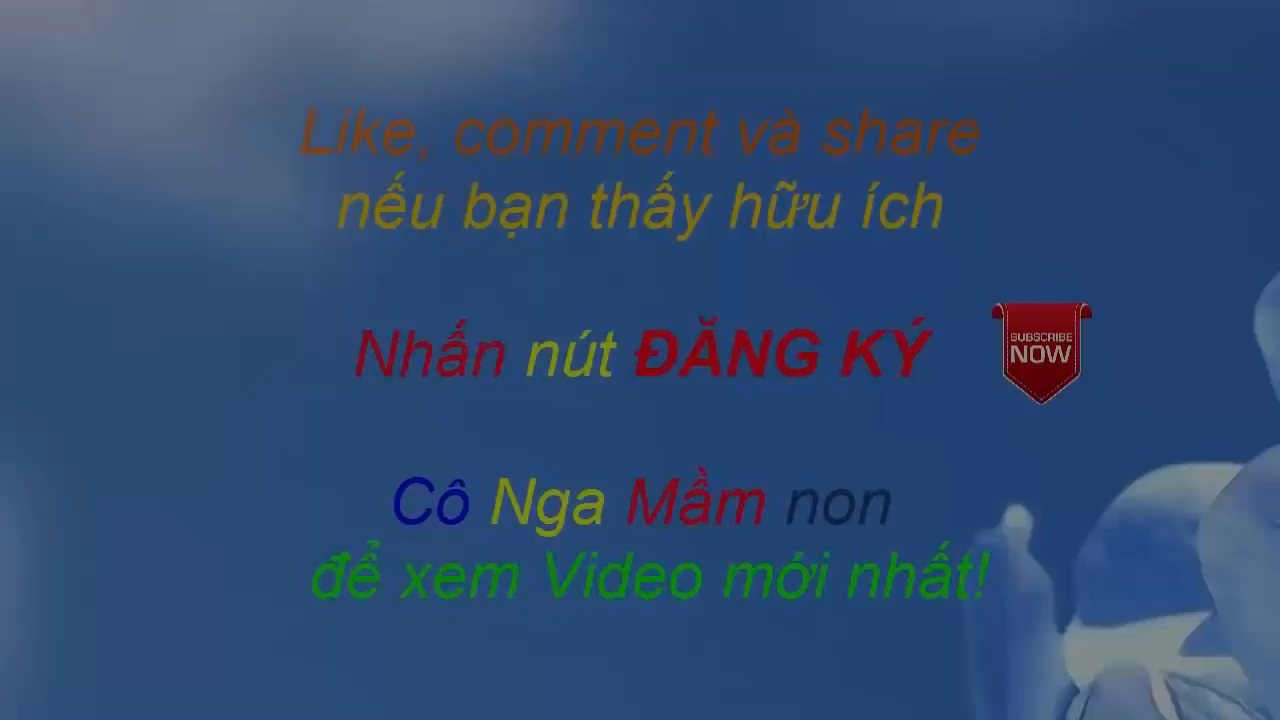 Like, comment và share
nếu bạn thấy hữu ích
Nhấn nút ĐĂNG KÝ
SUBSCRIBE
NOW
Cô Nga Mầm non
để xem Video mới nhất!